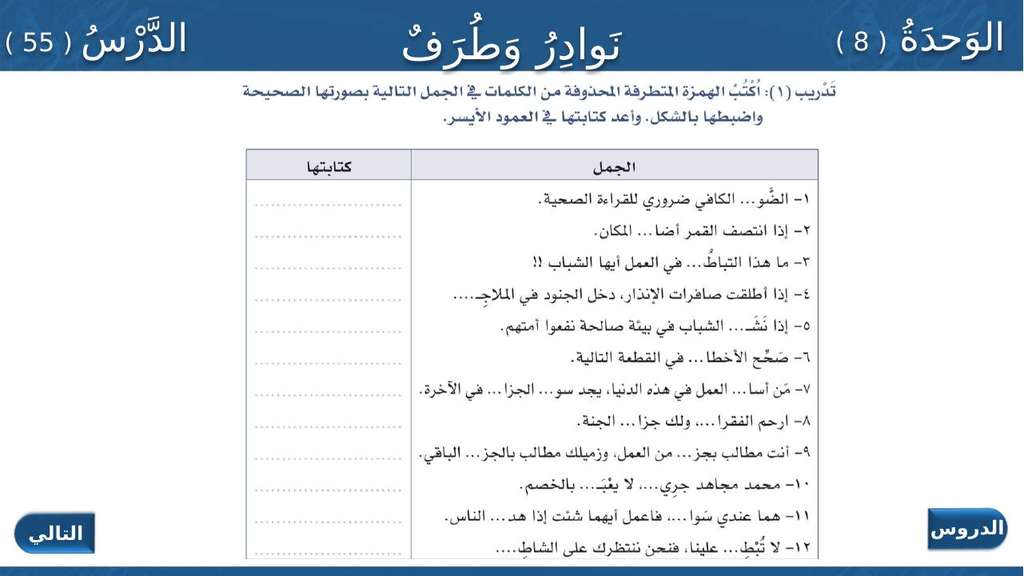 الوَحدَةُ ( 8 )
نَوادِرُ وَطُرَفٌ
الدَّرْسُ ( 55 )
تَدْريب (١): اُكْتُبْ الهمزة المتطرفة المحذوفة من الكلمات في الجمل التالية بصورتها الصحيحة
واضبطها بالشكل. وأعد كتابتها في العمود الأيسر.
الجمل
كتابتها
١- الضَّو... الكافي ضروري للقراءة الصحية.
٢- إذا انتصف القمر أضا... المكان.
٣- ما هذا التباطُ... في العمل أيها الشباب !!
٤- إذا أطلقت صافرات الإنذار، دخل الجنود في الملاجِـ....
٥- إذا نَشَـ... الشباب في بيئة صالحة نفعوا أمتهم.
٦- صَحِّح الأخطا... في القطعة التالية.
٧- مَن أسا... العمل في هذه الدنيا، يجد سو... الجزا... في الآخرة.
٨- ارحم الفقرا...، ولك جزا... الجنة.
٩- أنت مطالب بجز... من العمل، وزميلك مطالب بالجز... الباقي.
١٠- محمد مجاهد جرِي...، لا يعْبَـ... بالخصم.
١١- هما عندي سَوا...، فاعمل أيهما شئت إذا هد... الناس.
١٢- لا تُبْطِ... علينا، فنحن ننتظرك على الشاطِ....
الدروس
التالي